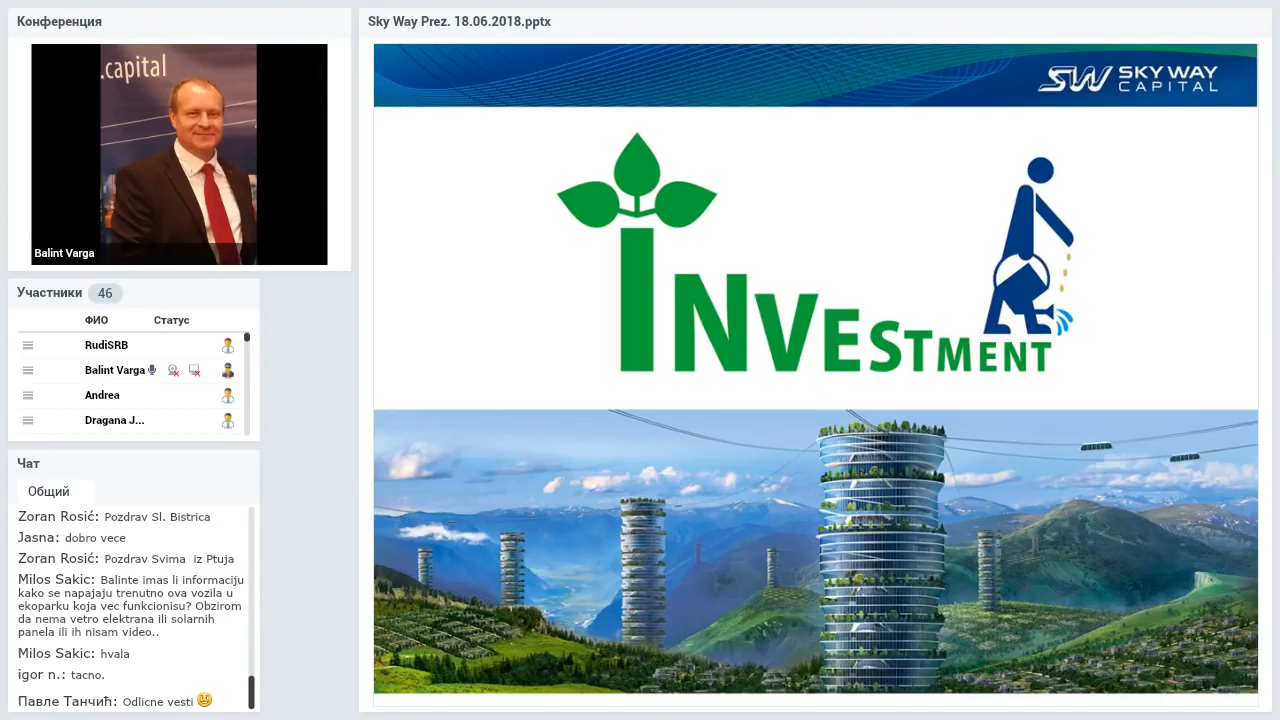 Конференция
.capital
Balint Varga
Участники 46
ФИО Статус
RudiSRB
Balint Varga
Andrea
Dragana J...
Чат
Общий
Zoran Rosić: Pozdrav Sl. Bistrica
Jasna: dobro vece
Zoran Rosić: Pozdrav Svima iz Ptuja
Milos Sakic: Balinte imas li informaciju
kako se napajaju trenutno ova vozila u
ekoparku koja vec funkcinisu? Obzirom
da nema vetro elektrana ili solarnih
panela ili ih nisam video..
Milos Sakic: hvala
igor n.: tacno.
Павле Танчић: Odlicne vesti
Sky Way Prez. 18.06.2018.pptx
SW SKY WAY
CAPITAL
INVESTMENT